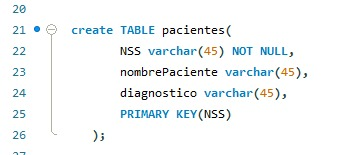 20
21 create TABLE pacientes(
22 NSS varchar(45) NOT NULL,
23 nombrePaciente varchar(45),
24 diagnostico varchar(45),
25 PRIMARY KEY(NSS)
26 );